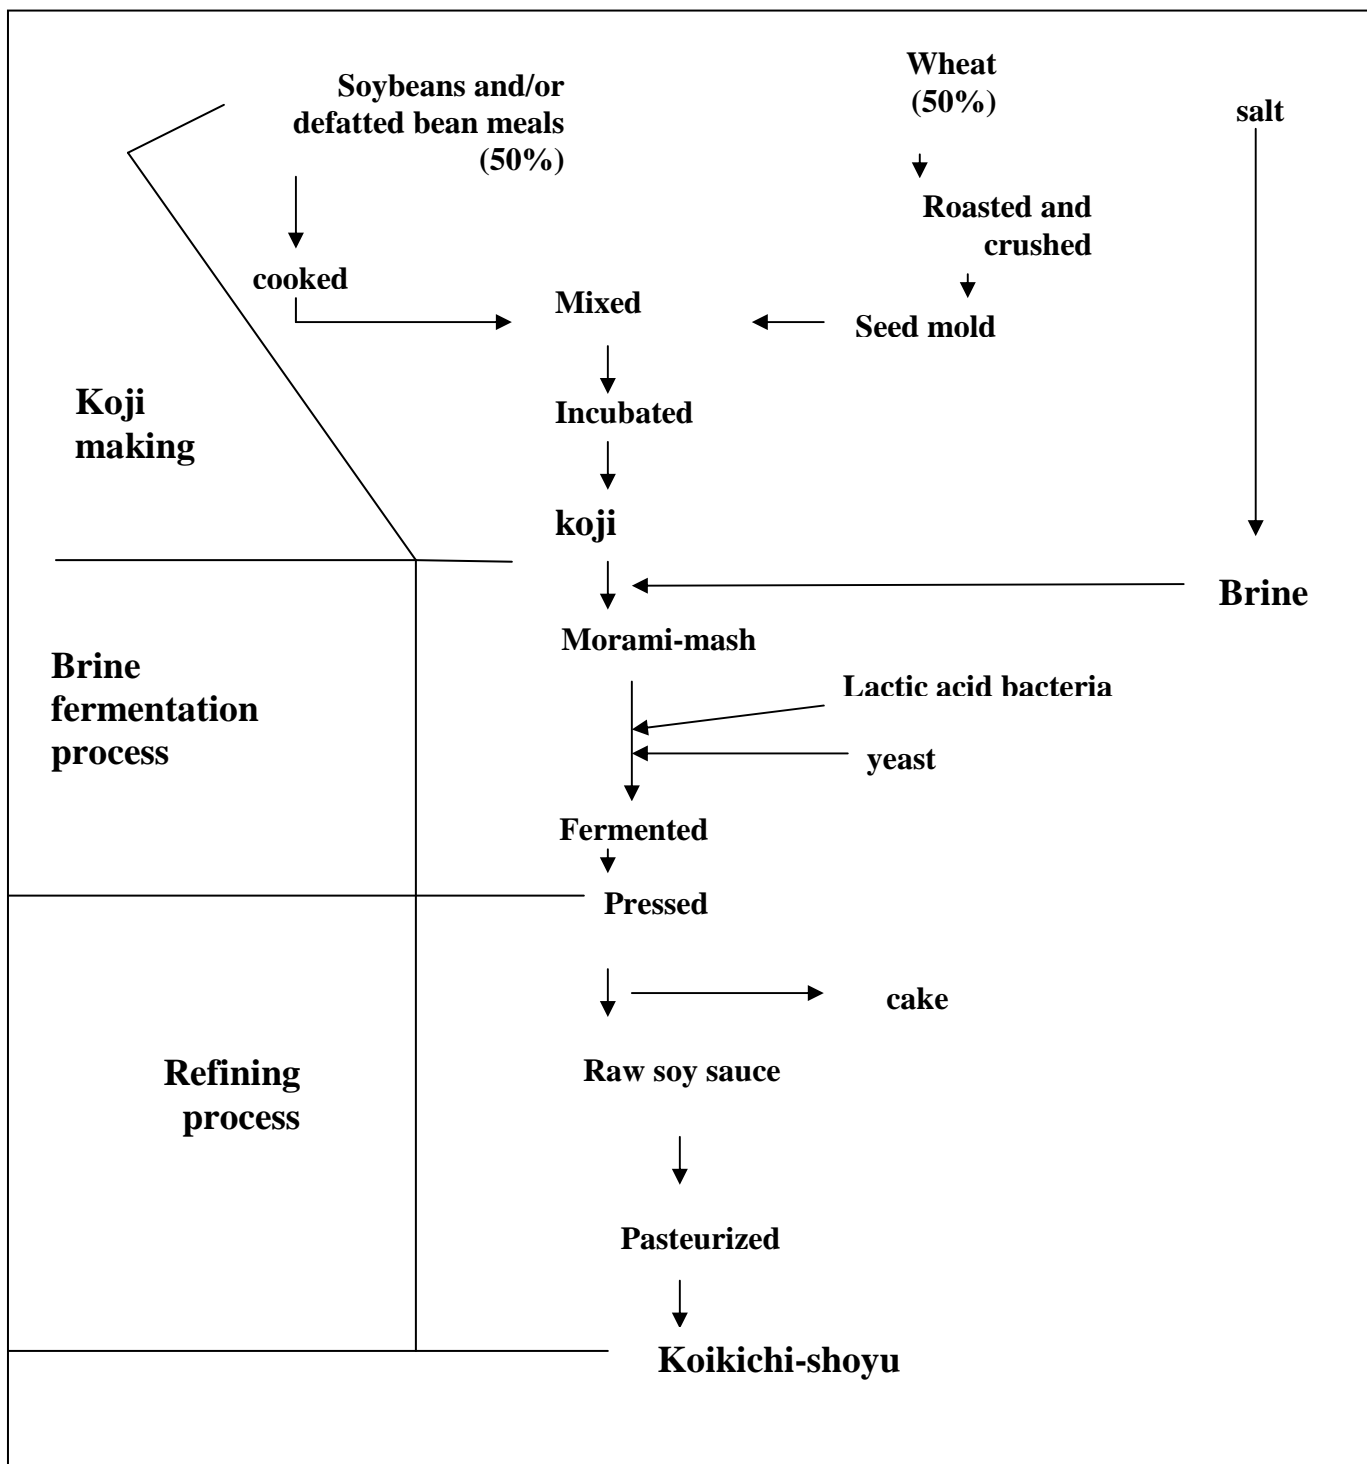 Soybeans and/or
defatted bean meals
(50%)
Wheat
(50%)
salt
Roasted and
crushed
cooked
Mixed
Seed mold
Koji
making
Incubated
koji
Brine
Morami-mash
Brine
fermentation
process
Lactic acid bacteria
yeast
Fermented
Pressed
cake
Refining
process
Raw soy sauce
Pasteurized
Koikichi-shoyu